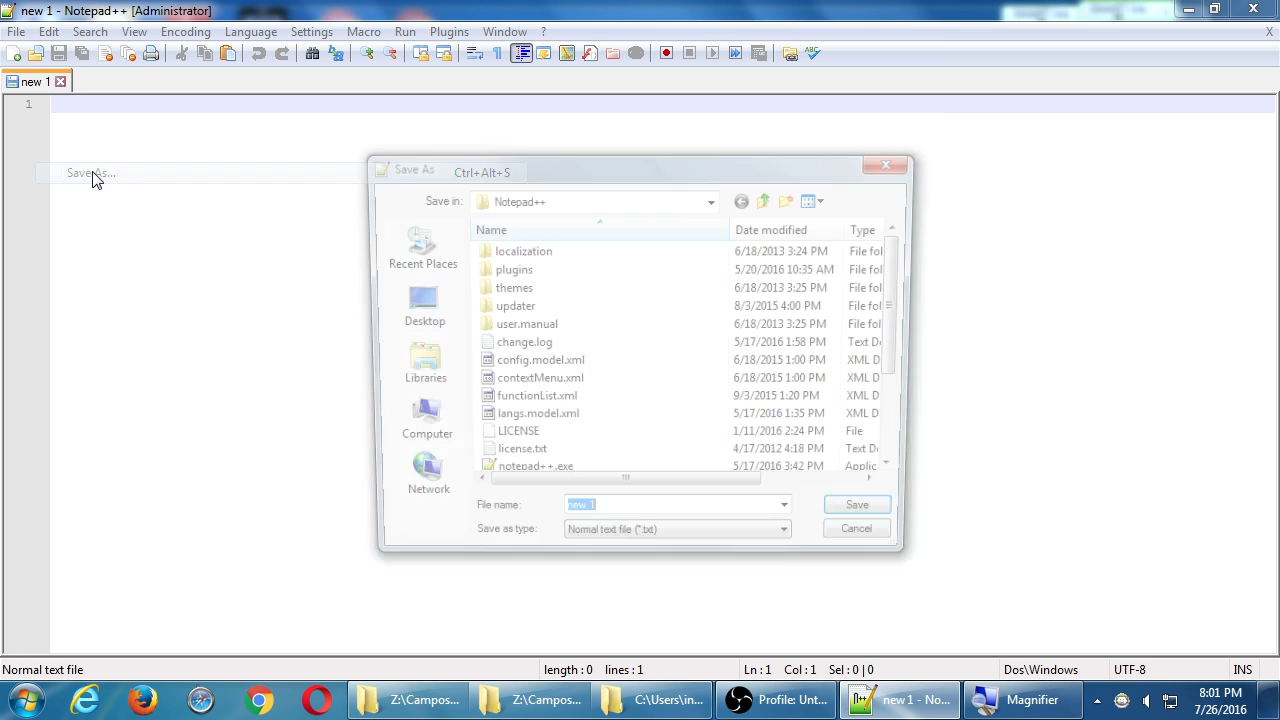 new 1 - Notepad++ [Administrator]
File Edit Search View Encoding Language Settings Macro Run Plugins Window ? X
new 1
1
Save As... Ctrl+Alt+S
Save As
Save in: Notepad++
Name Date modified Type
localization 6/18/2013 3:24 PM File fol
plugins 5/20/2016 10:35 AM File fol
themes 6/18/2013 3:25 PM File fol
updater 8/3/2015 4:00 PM File fol
user.manual 6/18/2013 3:25 PM File fol
change.log 5/17/2016 1:58 PM Text De
config.model.xml 6/18/2015 1:00 PM XML D
contextMenu.xml 6/18/2015 1:00 PM XML D
functionList.xml 9/3/2015 1:20 PM XML D
langs.model.xml 5/17/2016 1:35 PM XML D
LICENSE 1/11/2016 2:24 PM File
license.txt 4/17/2012 4:18 PM Text De
notepad++.exe 5/17/2016 3:42 PM Applic
Recent Places
Desktop
Libraries
Computer
Network
File name: new 1 Save
Save as type: Normal text file (*.txt) Cancel
Normal text file length : 0 lines : 1 Ln : 1 Col : 1 Sel : 0 | 0 Dos\Windows UTF-8 INS
Z:\Campos... Z:\Campos... C:\Users\in... Profile: Unt... new 1 - No... Magnifier
8:01 PM
7/26/2016